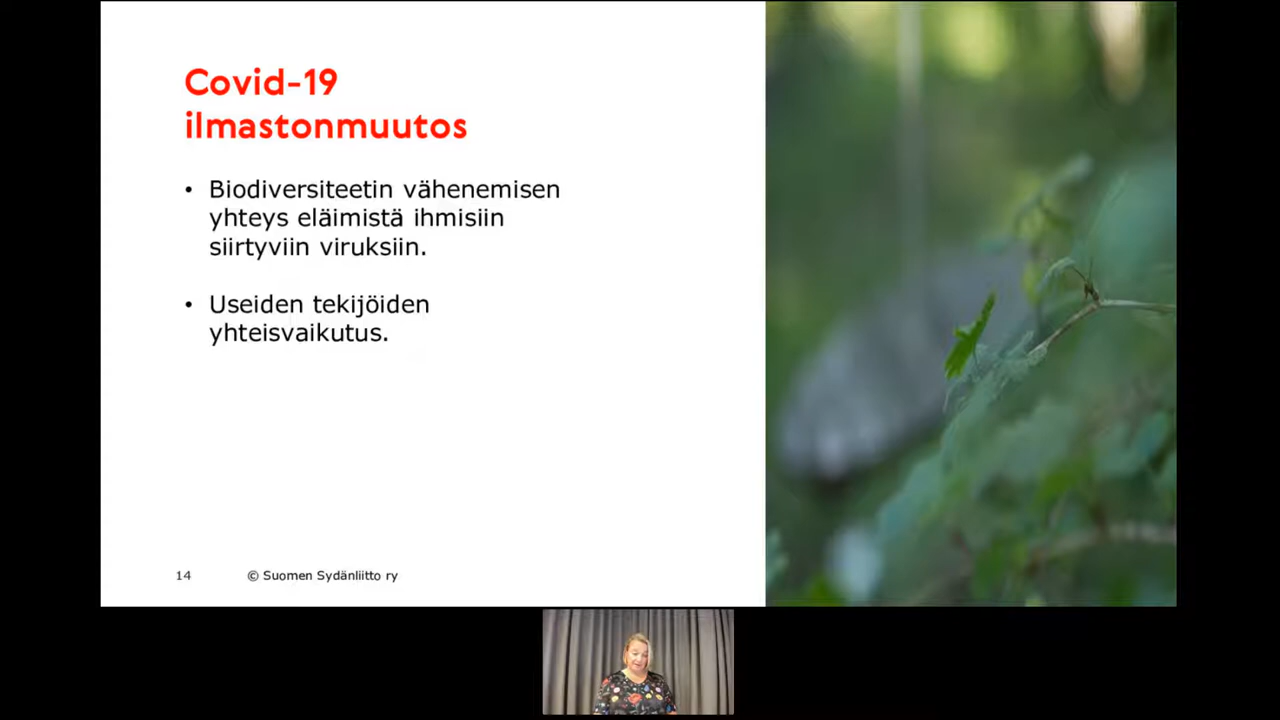 Covid-19
ilmastonmuutos
• Biodiversiteetin vähenemisen
yhteys eläimistä ihmisiin
siirtyviin viruksiin.
• Useiden tekijöiden
yhteisvaikutus.
14 © Suomen Sydänliitto ry